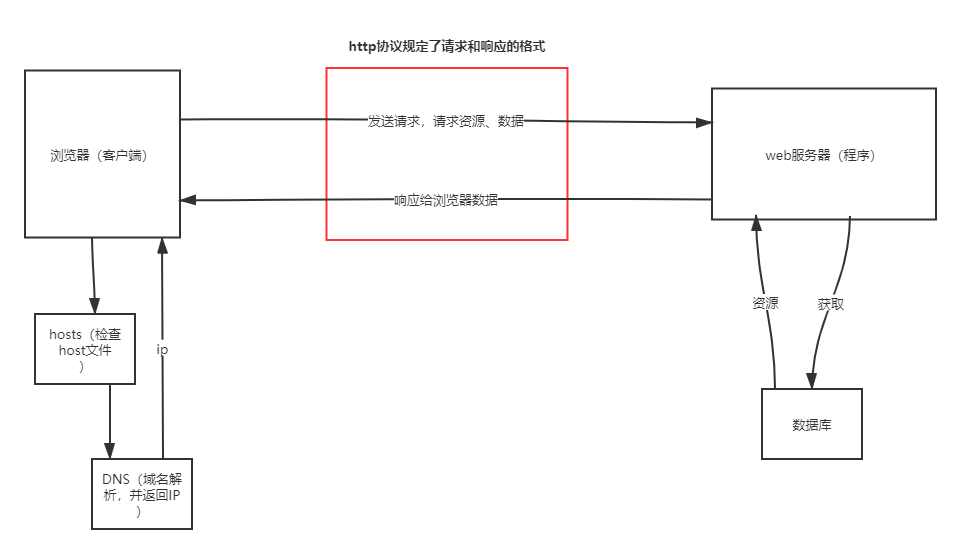 http协议规定了请求和响应的格式
发送请求，请求资源、数据
浏览器（客户端）
web服务器（程序）
响应给浏览器数据
资源
获取
hosts（检查
host文件
）
ip
数据库
DNS（域名解
析，并返回IP
）